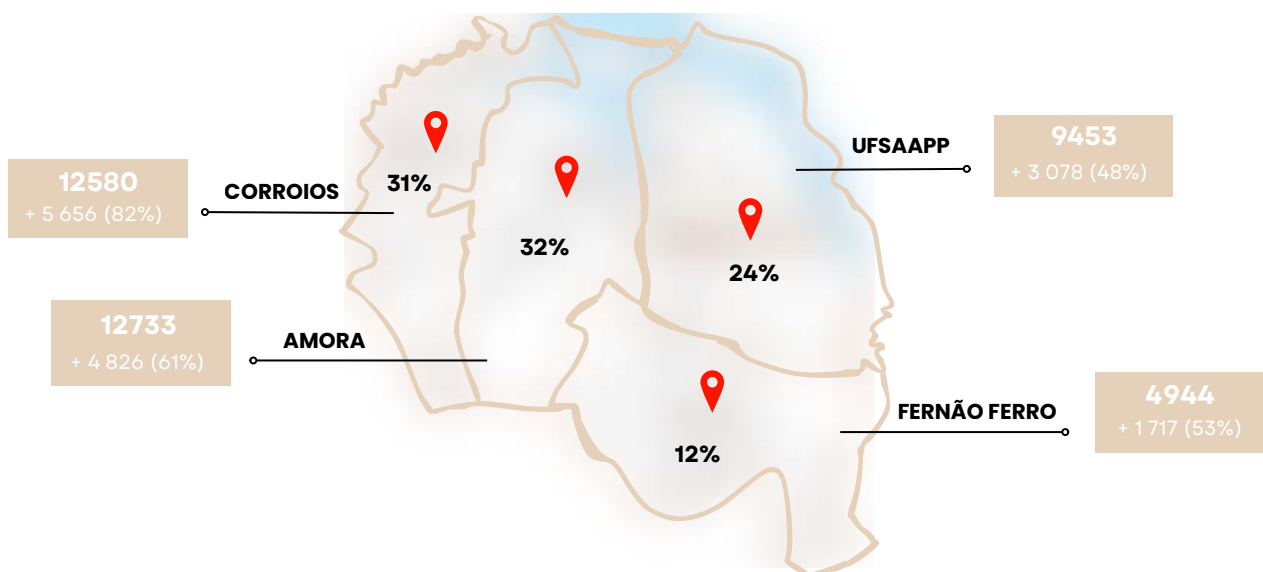 UFSAAPP
9453
+ 3 078 (48%)
12580
+ 5 656 (82%)
CORROIOS
31%
32%
24%
12733
+ 4 826 (61%)
AMORA
FERNÃO FERRO
4944
+ 1 717 (53%)
12%